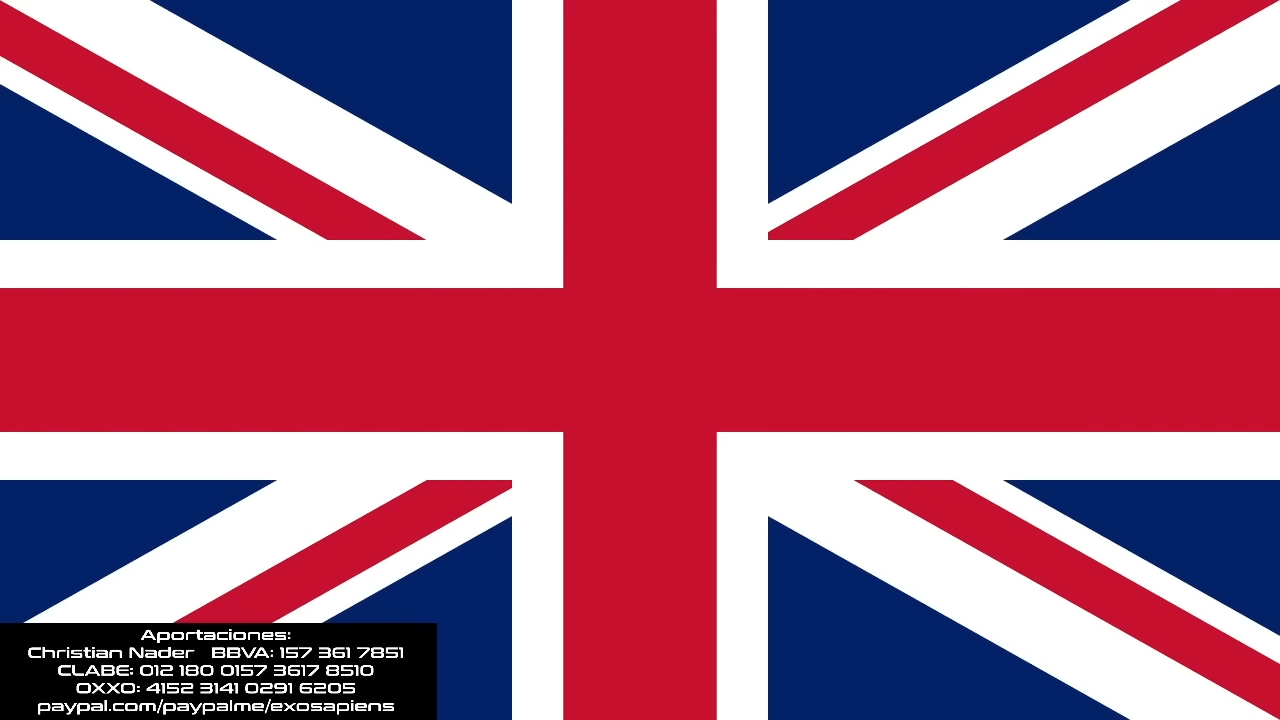 Aportaciones:
Christian Nader BBVA: 157 361 7851
CLABE: 012 180 0157 3617 8510
OXXO: 4152 3141 0291 6205
paypal.com/paypalme/exosapiens